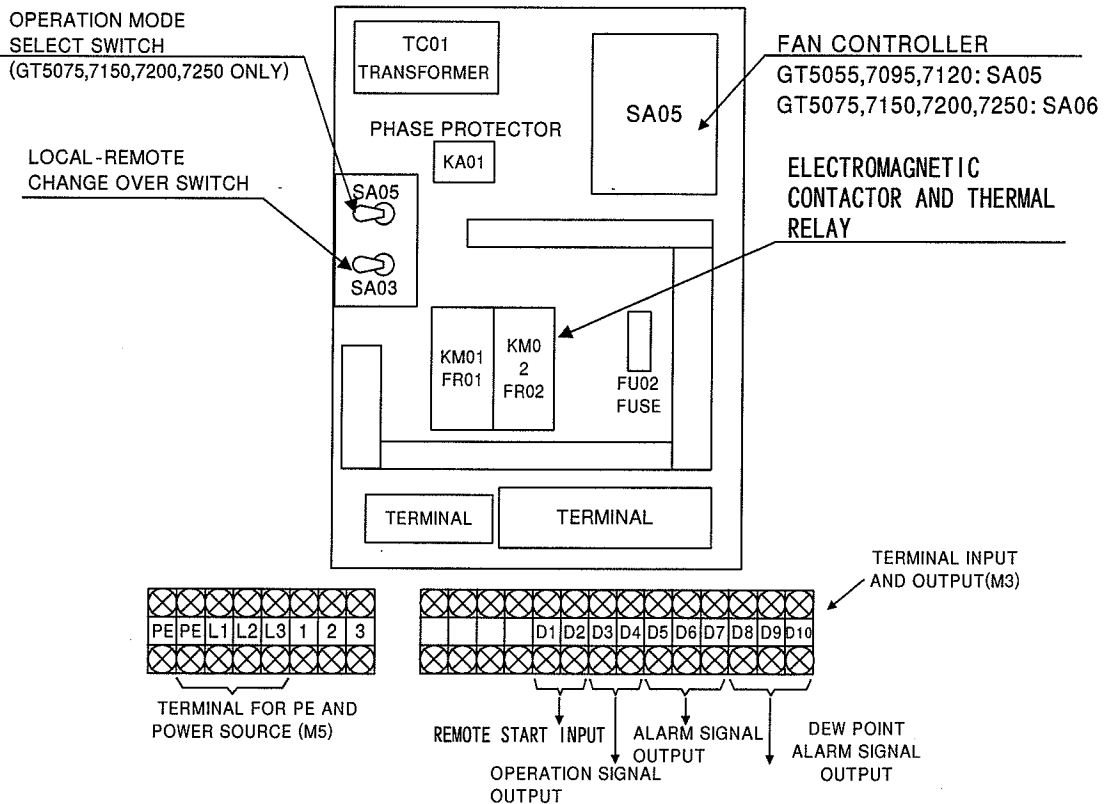 OPERATION MODE
SELECT SWITCH
(GT5075,7150,7200,7250 ONLY)
TC01
TRANSFORMER
SA05
FAN CONTROLLER
GT5055,7095,7120: SA05
GT5075,7150,7200,7250: SA06
PHASE PROTECTOR
KA01
LOCAL-REMOTE
CHANGE OVER SWITCH
SA05
SA03
ELECTROMAGNETIC
CONTACTOR AND THERMAL
RELAY
KM01
FR01
KM0
2
FR02
FU02
FUSE
TERMINAL
TERMINAL
TERMINAL INPUT
AND OUTPUT(M3)
PE PE L1 L2 L3 1 2 3
D1 D2 D3 D4 D5 D6 D7 D8 D9 D10
TERMINAL FOR PE AND
POWER SOURCE (M5)
REMOTE START INPUT
OPERATION SIGNAL
OUTPUT
ALARM SIGNAL
OUTPUT
DEW POINT
ALARM SIGNAL
OUTPUT